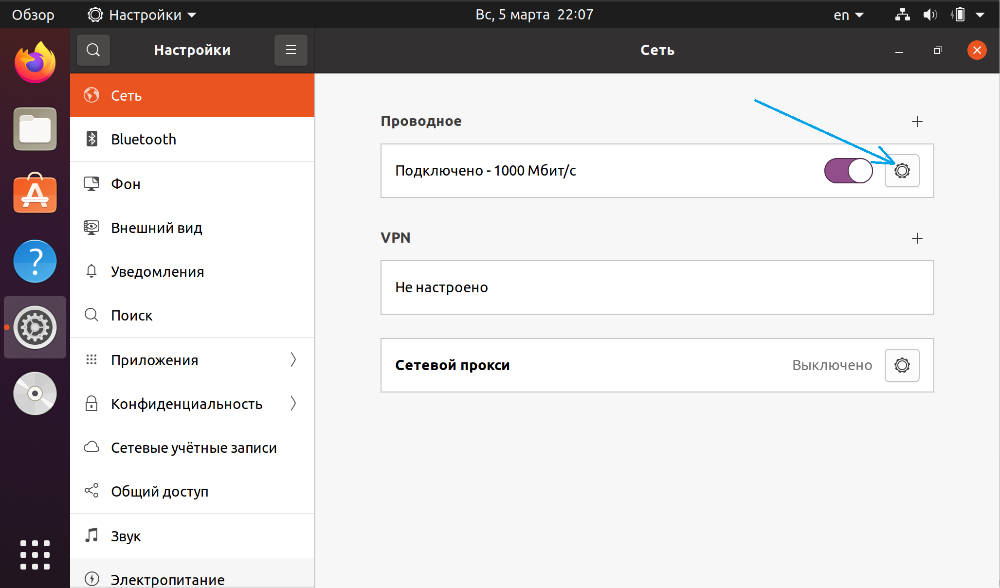 Обзор
Настройки
Вс, 5 марта 22:07
en
Настройки
Сеть
Сеть
Bluetooth
Фон
Внешний вид
Уведомления
Поиск
Приложения
Конфиденциальность
Сетевые учётные записи
Общий доступ
Звук
Электропитание
Проводное
Подключено - 1000 Мбит/с
VPN
Не настроено
Сетевой прокси
Выключено